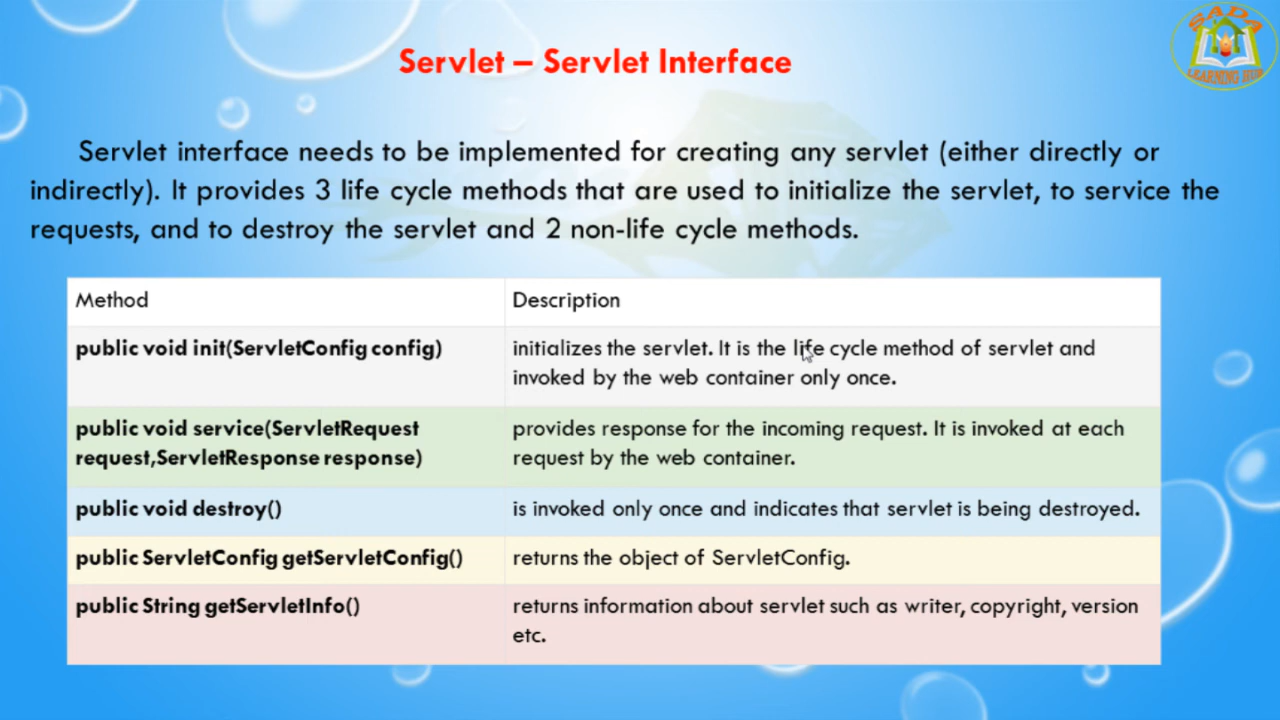 SADA
LEARNING HUB
Servlet – Servlet Interface
Servlet interface needs to be implemented for creating any servlet (either directly or
indirectly). It provides 3 life cycle methods that are used to initialize the servlet, to service the
requests, and to destroy the servlet and 2 non-life cycle methods.
Method Description
public void init(ServletConfig config) initializes the servlet. It is the life cycle method of servlet and
invoked by the web container only once.
public void service(ServletRequest provides response for the incoming request. It is invoked at each
request,ServletResponse response) request by the web container.
public void destroy() is invoked only once and indicates that servlet is being destroyed.
public ServletConfig getServletConfig() returns the object of ServletConfig.
public String getServletInfo() returns information about servlet such as writer, copyright, version
etc.